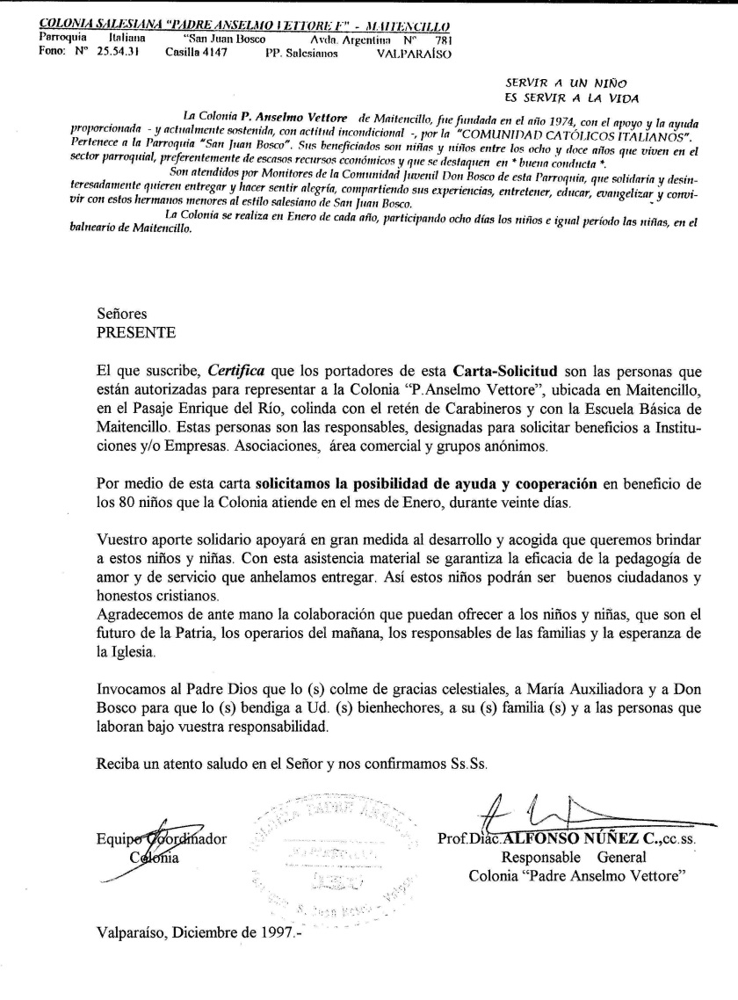 COLONIA SALESIANA "PADRE ANSELMO VETTORE F" - MAITENCILLO
Parroquia Italiana "San Juan Bosco Avda. Argentina N° 781
Fono: N° 25.54.31 Casilla 4147 PP. Salesianos VALPARAÍSO
SERVIR A UN NIÑO
ES SERVIR A LA VIDA
La Colonia P. Anselmo Vettore de Maitencillo, fue fundada en el año 1974, con el apoyo y la ayuda
proporcionada - y actualmente sostenida, con actitud incondicional -, por la "COMUNIDAD CATÓLICOS ITALIANOS".
Pertenece a la Parroquia "San Juan Bosco". Sus beneficiados son niñas y niños entre los ocho y doce años que viven en el
sector parroquial, preferentemente de escasos recursos económicos y que se destaquen en * buena conducta *.
Son atendidos por Monitores de la Comunidad Juvenil Don Bosco de esta Parroquia, que solidaria y desin-
teresadamente quieren entregar y hacer sentir alegría, compartiendo sus experiencias, entretener, educar, evangelizar y convi-
vir con estos hermanos menores al estilo salesiano de San Juan Bosco.
La Colonia se realiza en Enero de cada año, participando ocho días los niños e igual período las niñas, en el
balneario de Maitencillo.
Señores
PRESENTE
El que suscribe, Certifica que los portadores de esta Carta-Solicitud son las personas que
están autorizadas para representar a la Colonia "P.Anselmo Vettore", ubicada en Maitencillo,
en el Pasaje Enrique del Río, colinda con el retén de Carabineros y con la Escuela Básica de
Maitencillo. Estas personas son las responsables, designadas para solicitar beneficios a Institu-
ciones y/o Empresas. Asociaciones, área comercial y grupos anónimos.
Por medio de esta carta solicitamos la posibilidad de ayuda y cooperación en beneficio de
los 80 niños que la Colonia atiende en el mes de Enero, durante veinte días.
Vuestro aporte solidario apoyará en gran medida al desarrollo y acogida que queremos brindar
a estos niños y niñas. Con esta asistencia material se garantiza la eficacia de la pedagogía de
amor y de servicio que anhelamos entregar. Así estos niños podrán ser buenos ciudadanos y
honestos cristianos.
Agradecemos de ante mano la colaboración que puedan ofrecer a los niños y niñas, que son el
futuro de la Patria, los operarios del mañana, los responsables de las familias y la esperanza de
la Iglesia.
Invocamos al Padre Dios que lo (s) colme de gracias celestiales, a María Auxiliadora y a Don
Bosco para que lo (s) bendiga a Ud. (s) bienhechores, a su (s) familia (s) y a las personas que
laboran bajo vuestra responsabilidad.
Reciba un atento saludo en el Señor y nos confirmamos Ss.Ss.
COLONIA PADRE ANSELMO
MAITENCILLO
S. Juan Bosco - Valpo.
Equipo Coordinador
Colonia
Prof.Diác.ALFONSO NÚÑEZ C.,cc.ss.
Responsable General
Colonia "Padre Anselmo Vettore"
Valparaíso, Diciembre de 1997.-